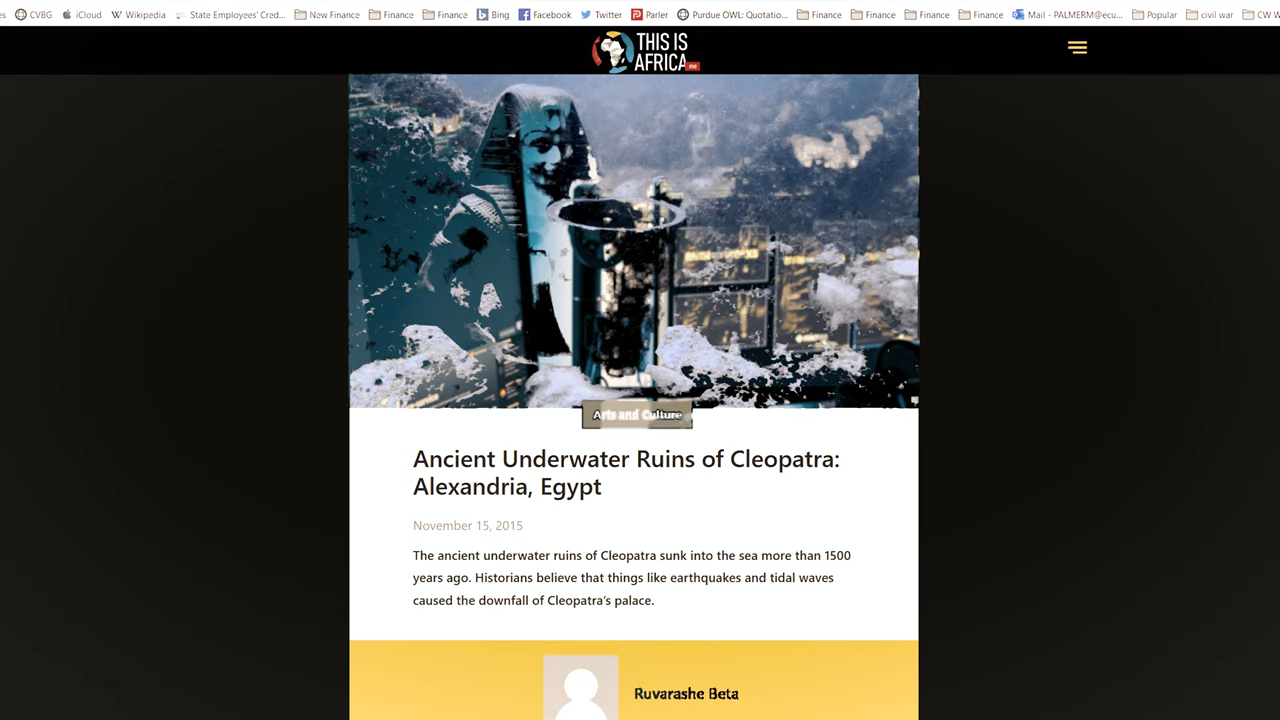 CVBG iCloud Wikipedia State Employees' Cred... New Finance Finance Finance Bing Facebook Twitter Parler Purdue OWL: Quotatio... Finance Finance Finance Finance Mail - PALMERM@ecu... Popular civil war
THIS IS
AFRICA
me
Arts and Culture
Ancient Underwater Ruins of Cleopatra:
Alexandria, Egypt
November 15, 2015
The ancient underwater ruins of Cleopatra sunk into the sea more than 1500
years ago. Historians believe that things like earthquakes and tidal waves
caused the downfall of Cleopatra's palace.
Ruvarashe Beta